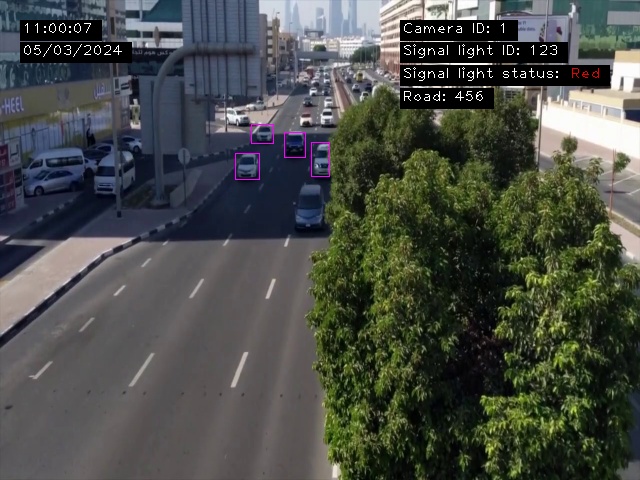 11:00:07
05/03/2024
Camera ID: 1
Signal light ID: 123
Signal light status: Red
Road: 456